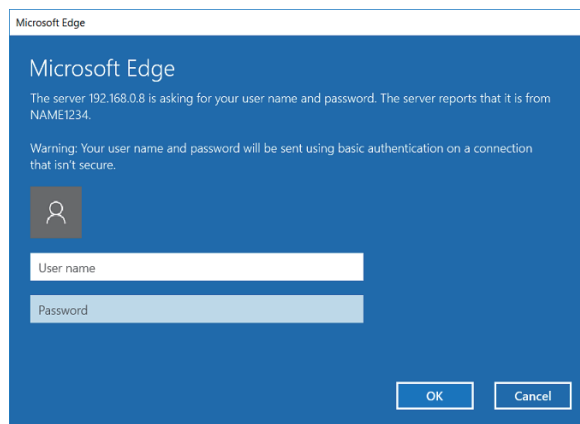 Microsoft Edge
Microsoft Edge
The server 192.168.0.8 is asking for your user name and password. The server reports that it is from
NAME1234.
Warning: Your user name and password will be sent using basic authentication on a connection
that isn't secure.
User name
Password
OK Cancel